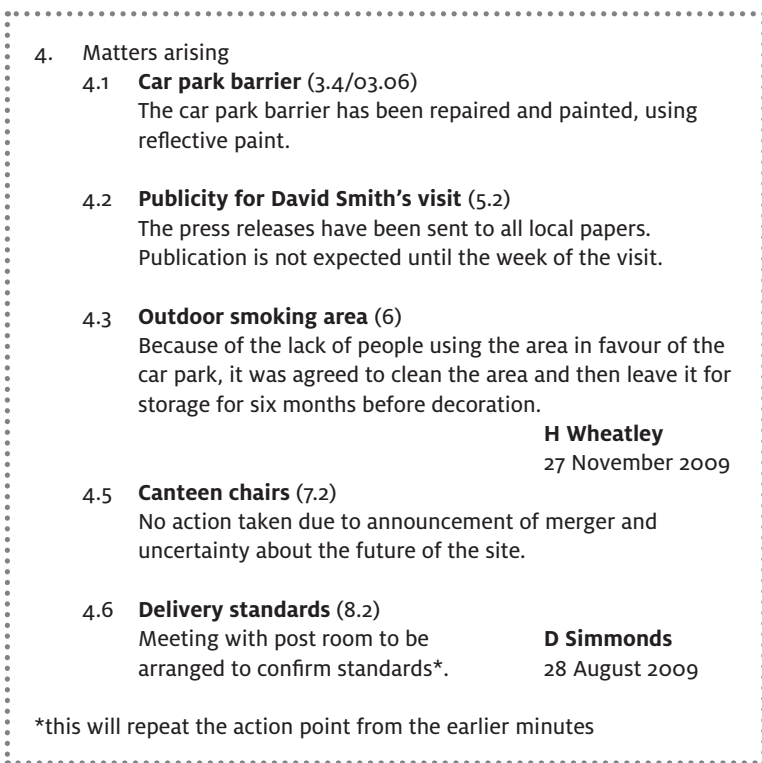 4. Matters arising
4.1 Car park barrier (3.4/03.06)
The car park barrier has been repaired and painted, using
reflective paint.
4.2 Publicity for David Smith's visit (5.2)
The press releases have been sent to all local papers.
Publication is not expected until the week of the visit.
4.3 Outdoor smoking area (6)
Because of the lack of people using the area in favour of the
car park, it was agreed to clean the area and then leave it for
storage for six months before decoration.
H Wheatley
27 November 2009
4.5 Canteen chairs (7.2)
No action taken due to announcement of merger and
uncertainty about the future of the site.
4.6 Delivery standards (8.2)
Meeting with post room to be D Simmonds
arranged to confirm standards*. 28 August 2009
*this will repeat the action point from the earlier minutes